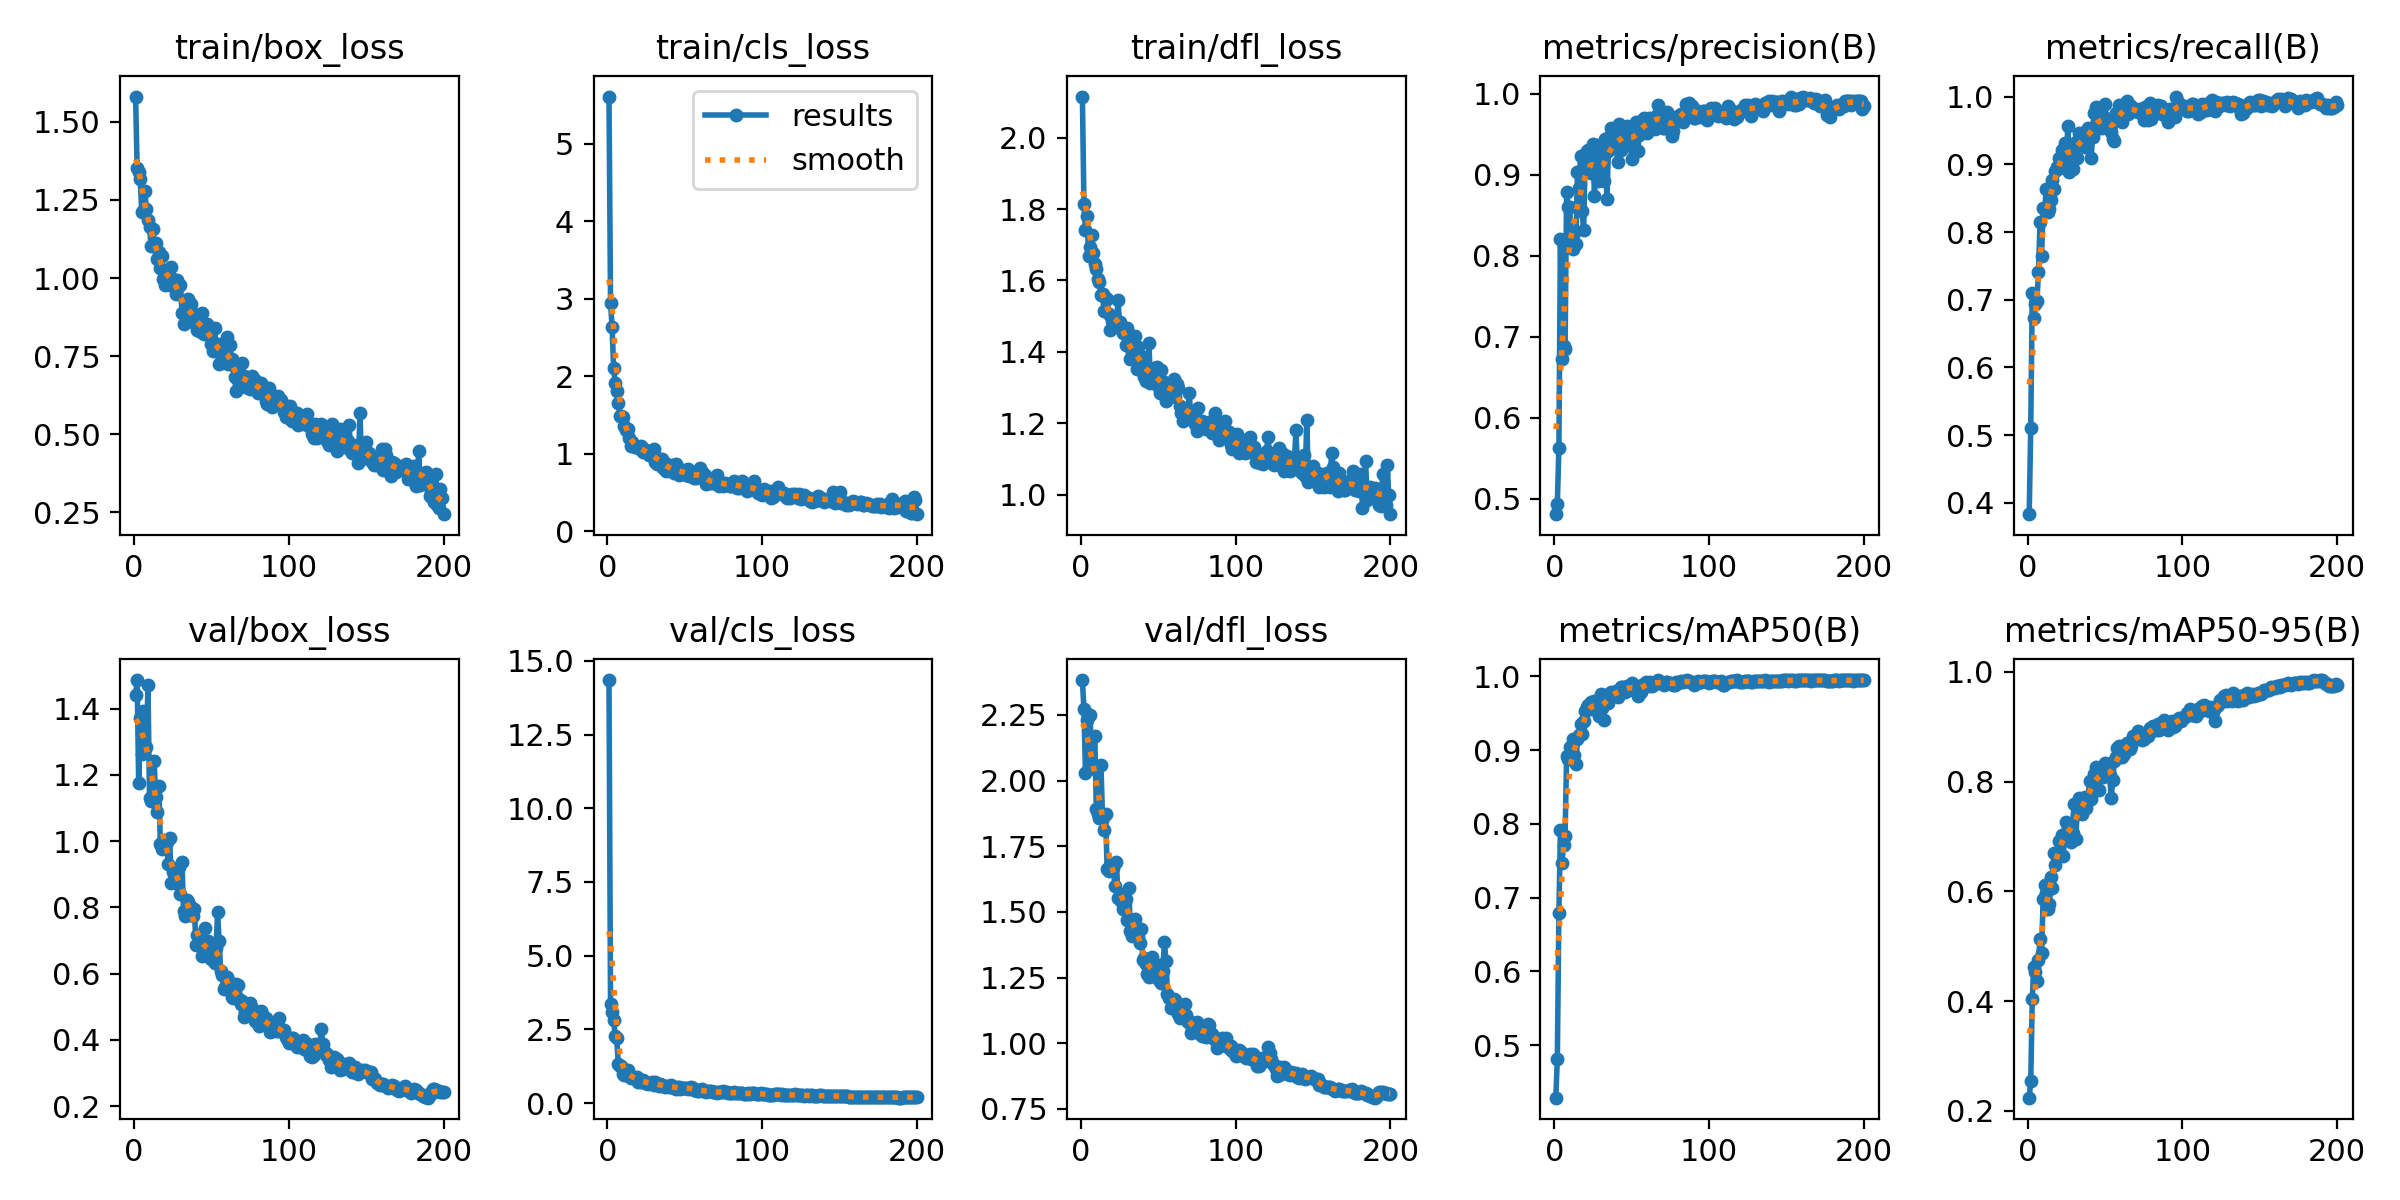 train/box_loss
1.50
1.25
1.00
0.75
0.50
0.25
0 100 200
train/cls_loss
results
smooth
5
4
3
2
1
0
0 100 200
train/dfl_loss
2.0
1.8
1.6
1.4
1.2
1.0
0 100 200
metrics/precision(B)
1.0
0.9
0.8
0.7
0.6
0.5
0 100 200
metrics/recall(B)
1.0
0.9
0.8
0.7
0.6
0.5
0.4
0 100 200
val/box_loss
1.4
1.2
1.0
0.8
0.6
0.4
0.2
0 100 200
val/cls_loss
15.0
12.5
10.0
7.5
5.0
2.5
0.0
0 100 200
val/dfl_loss
2.25
2.00
1.75
1.50
1.25
1.00
0.75
0 100 200
metrics/mAP50(B)
1.0
0.9
0.8
0.7
0.6
0.5
0 100 200
metrics/mAP50-95(B)
1.0
0.8
0.6
0.4
0.2
0 100 200